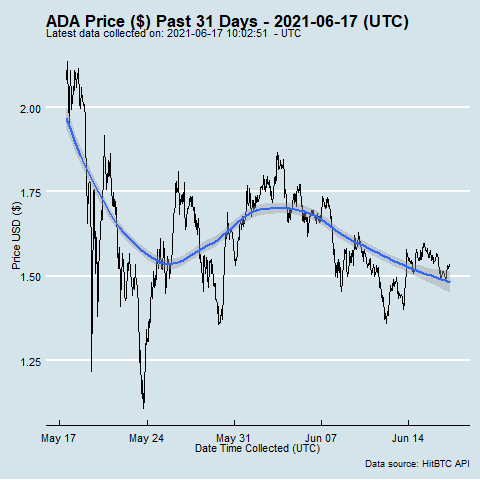 ADA Price ($) Past 31 Days - 2021-06-17 (UTC)
Latest data collected on: 2021-06-17 10:02:51  - UTC
Price USD ($)
2.00
1.75
1.50
1.25
May 17 May 24 May 31 Jun 07 Jun 14
Date Time Collected (UTC)
Data source: HitBTC API